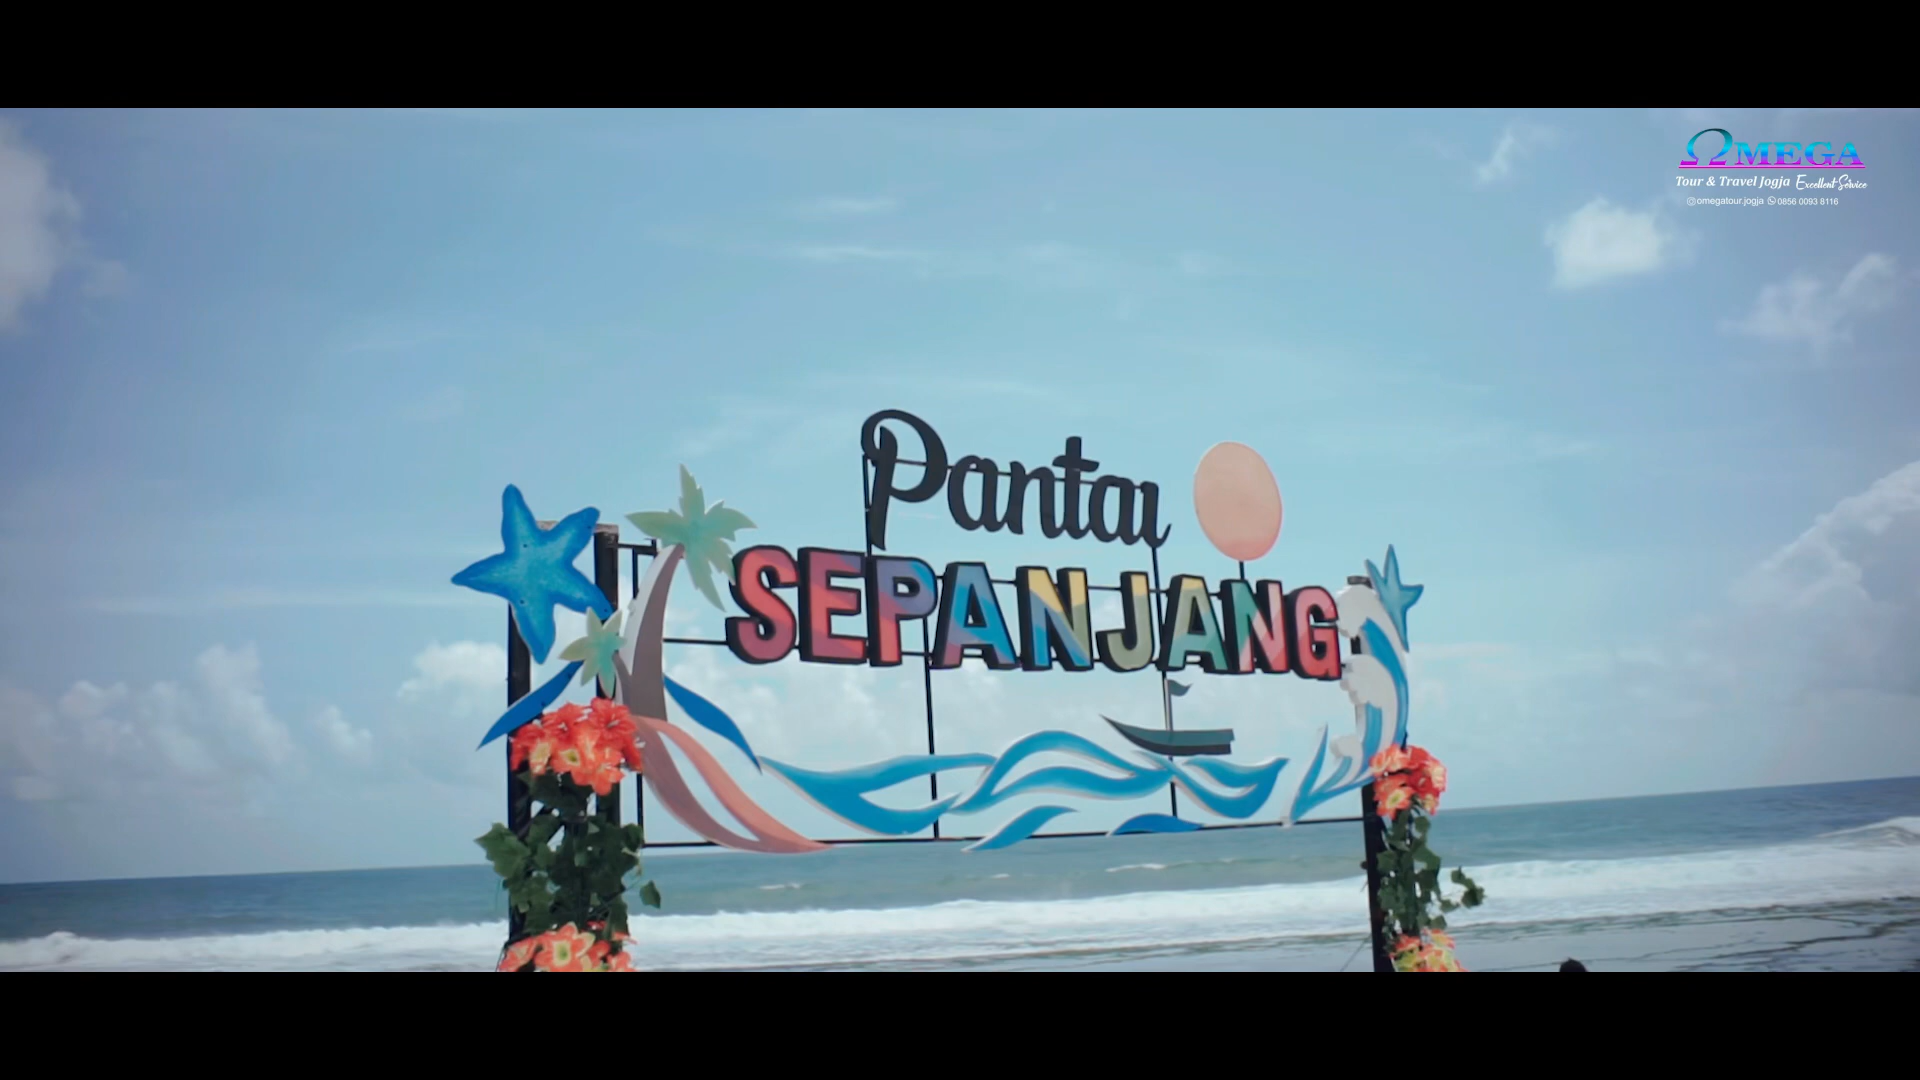 ΩMEGA
Tour & Travel Jogja Excellent Service
@omegatour.jogja 0856 0093 8116
Pantai
SEPANJANG